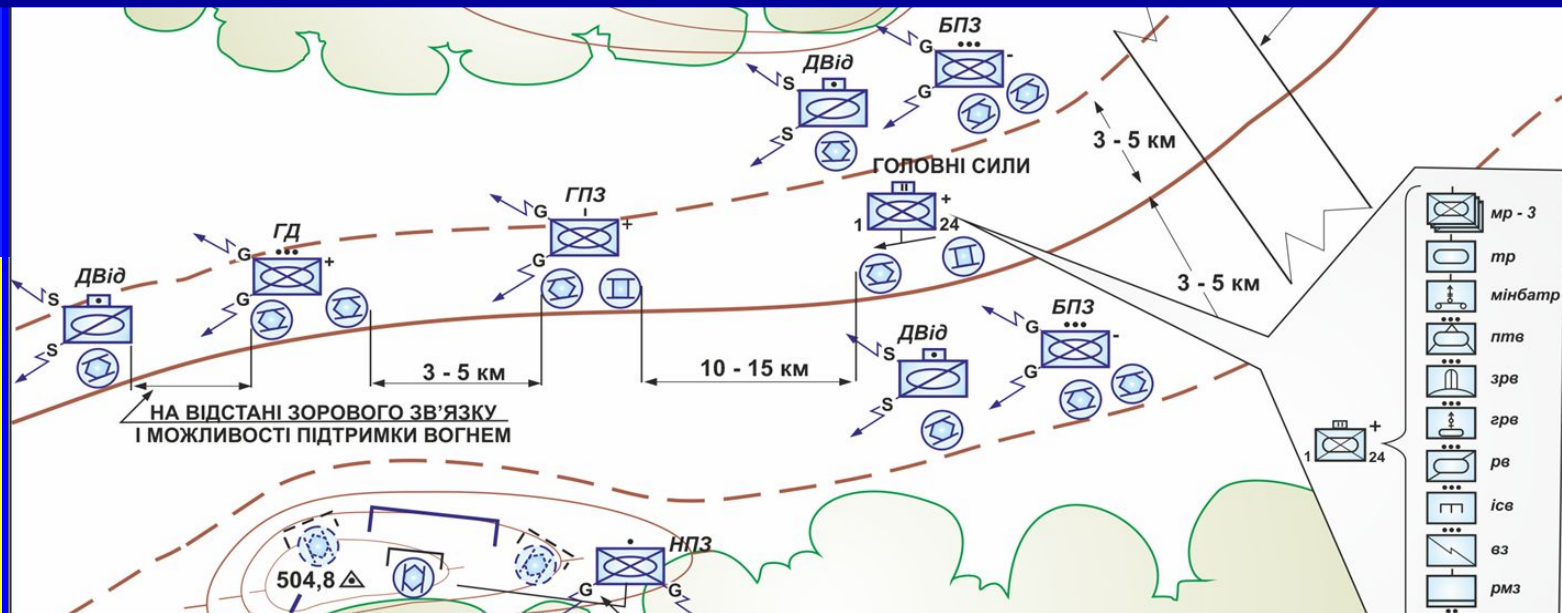 БПЗ
G
-
G
ДВід
S
S
3 - 5 км
ГОЛОВНІ СИЛИ
+
1
24
ГПЗ
G
+
G
ГД
G
+
G
ДВід
S
S
3 - 5 км
10 - 15 км
НА ВІДСТАНІ ЗОРОВОГО ЗВ'ЯЗКУ
І МОЖЛИВОСТІ ПІДТРИМКИ ВОГНЕМ
3 - 5 км
БПЗ
G
-
G
ДВід
S
S
НПЗ
G
G
504,8
+
1
24
мр - 3
тр
мінбатр
птв
зрв
грв
рв
ісв
вз
рмз